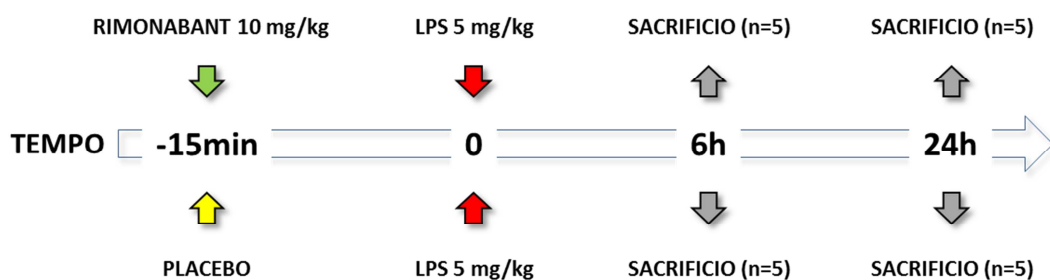 RIMONABANT 10 mg/kg LPS 5 mg/kg SACRIFICIO (n=5) SACRIFICIO (n=5)
TEMPO -15min 0 6h 24h
PLACEBO LPS 5 mg/kg SACRIFICIO (n=5) SACRIFICIO (n=5)